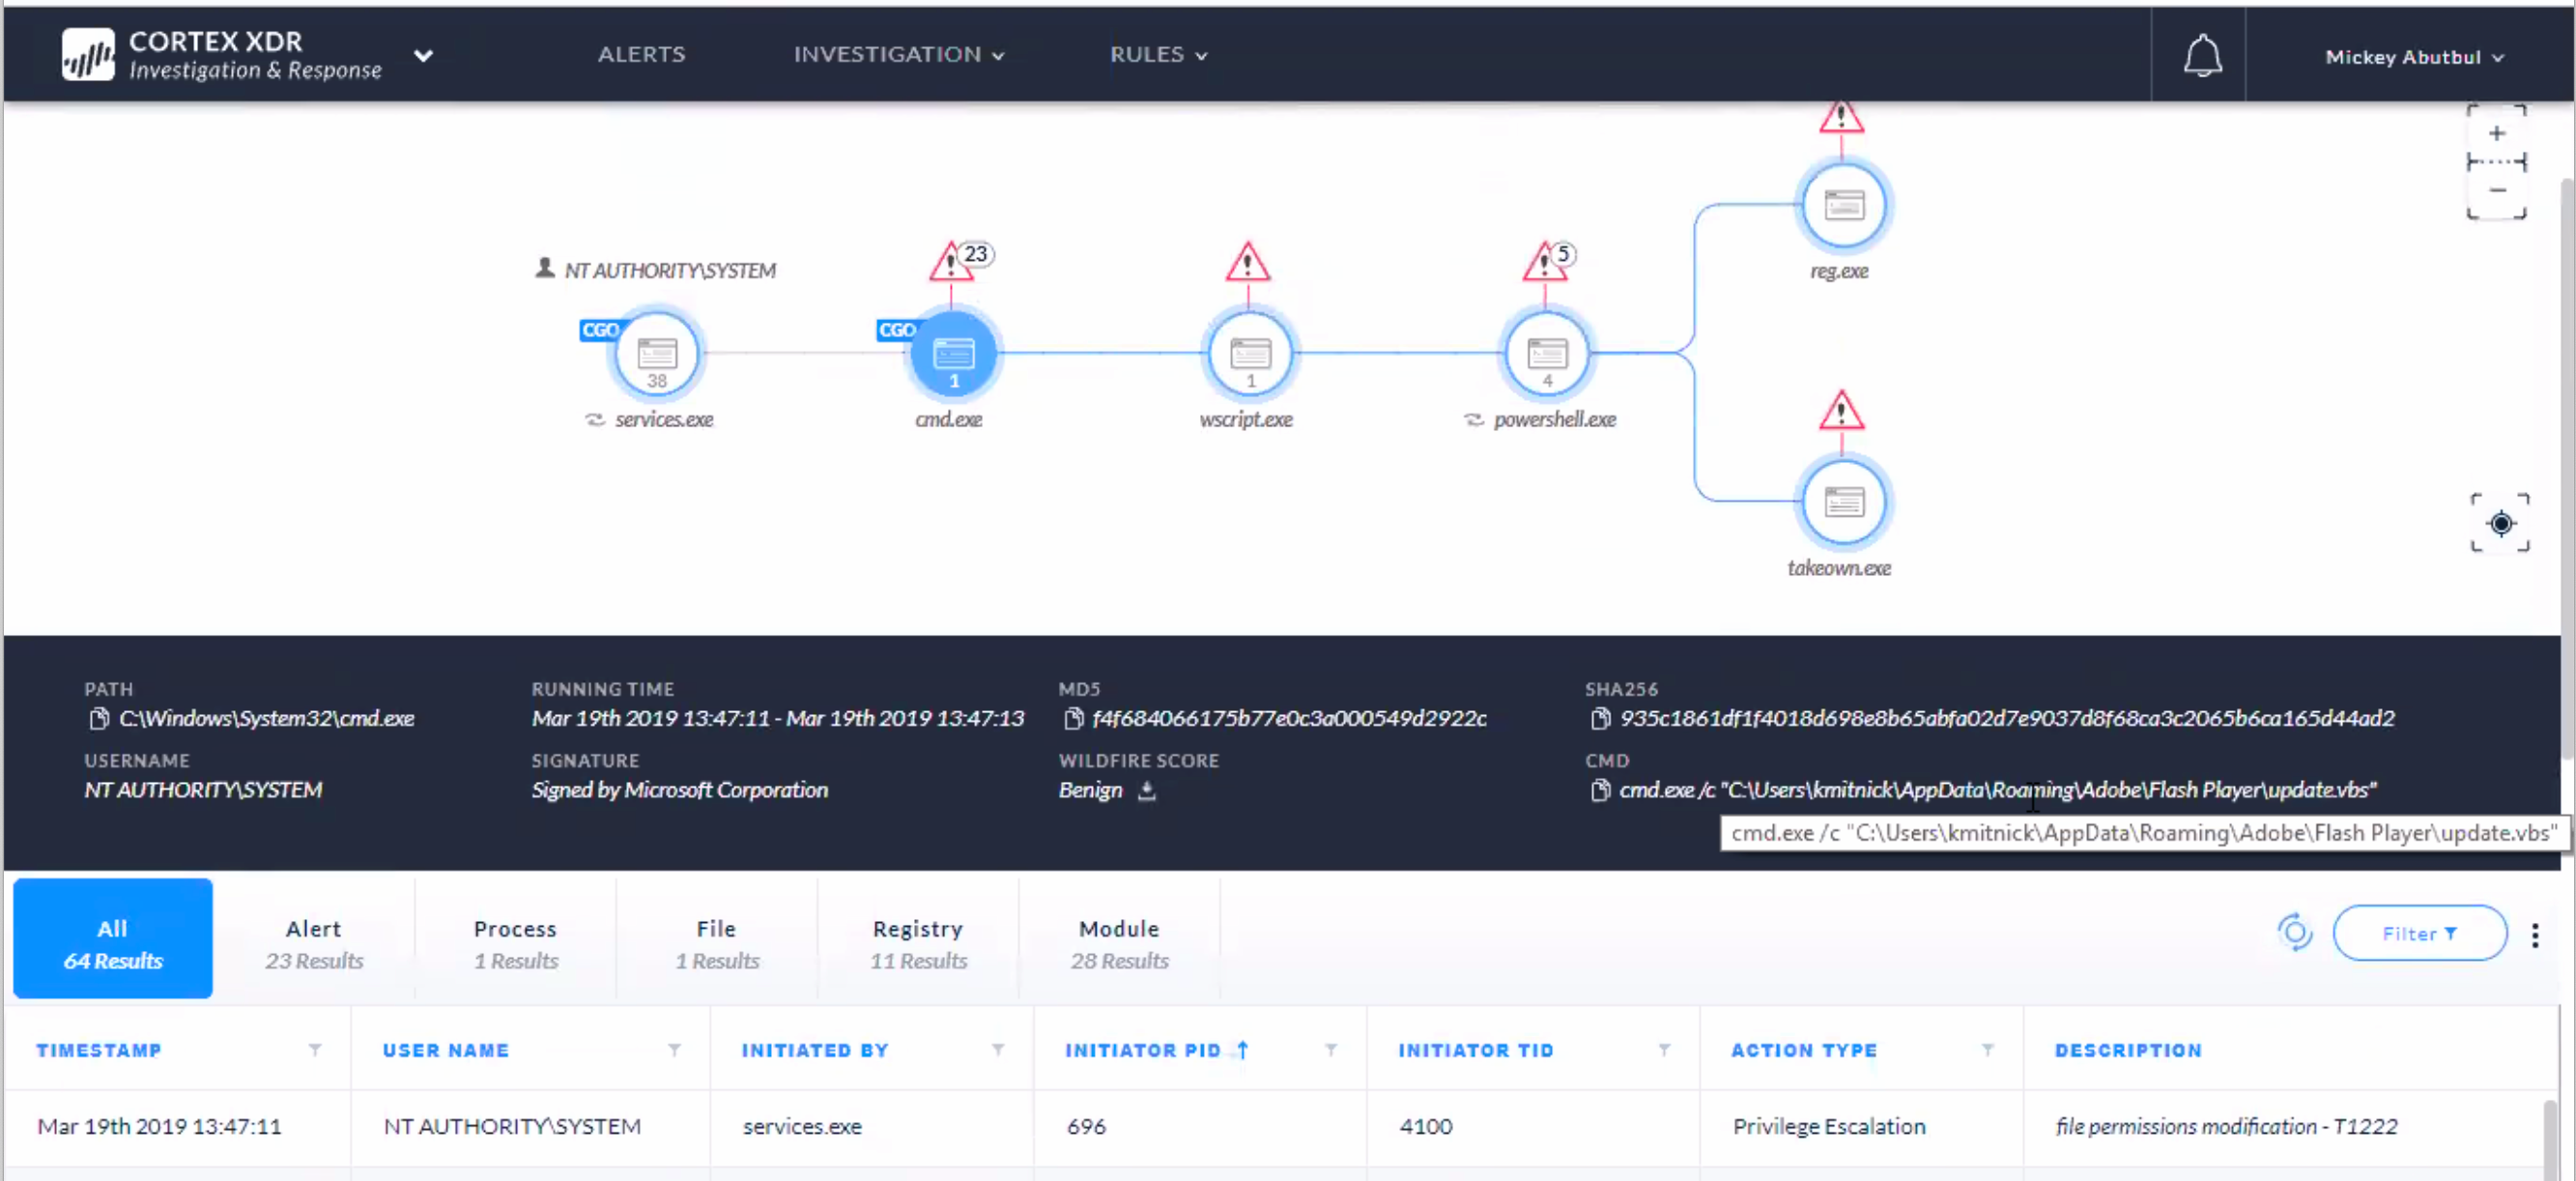 CORTEX XDR
Investigation & Response
ALERTS
INVESTIGATION
RULES
Mickey Abutbul
NT AUTHORITY\SYSTEM
23
5
reg.exe
CGO
38
services.exe
CGO
1
cmd.exe
1
wscript.exe
4
powershell.exe
takeown.exe
PATH
C:\Windows\System32\cmd.exe
RUNNING TIME
Mar 19th 2019 13:47:11 - Mar 19th 2019 13:47:13
MD5
f4f684066175b77e0c3a000549d2922c
SHA256
935c1861df1f4018d698e8b65abfa02d7e9037d8f68ca3c2065b6ca165d44ad2
USERNAME
NT AUTHORITY\SYSTEM
SIGNATURE
Signed by Microsoft Corporation
WILDFIRE SCORE
Benign
CMD
cmd.exe /c "C:\Users\kmitnick\AppData\Roaming\Adobe\Flash Player\update.vbs"
cmd.exe /c "C:\Users\kmitnick\AppData\Roaming\Adobe\Flash Player\update.vbs"
All
64 Results
Alert
23 Results
Process
1 Results
File
1 Results
Registry
11 Results
Module
28 Results
Filter
TIMESTAMP
USER NAME
INITIATED BY
INITIATOR PID
INITIATOR TID
ACTION TYPE
DESCRIPTION
Mar 19th 2019 13:47:11
NT AUTHORITY\SYSTEM
services.exe
696
4100
Privilege Escalation
file permissions modification - T1222